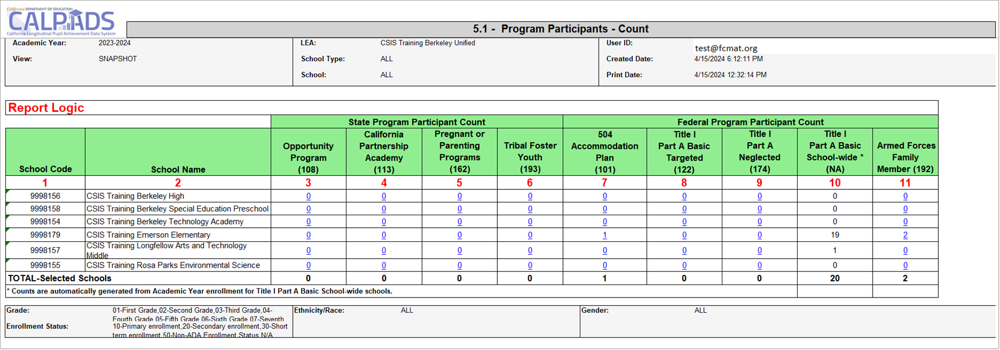 California DEPARTMENT OF EDUCATION
CALPADS
California Longitudinal Pupil Achievement Data System
5.1 - Program Participants - Count
Academic Year: 2023-2024 LEA: CSIS Training Berkeley Unified User ID: test@fcmat.org
View: SNAPSHOT School Type: ALL Created Date: 4/15/2024 6:12:11 PM
School: ALL Print Date: 4/15/2024 12:32:14 PM
Report Logic
State Program Participant Count Federal Program Participant Count
School Code
School Name
Opportunity
Program
(108)
California
Partnership
Academy
(113)
Pregnant or
Parenting
Programs
(162)
Tribal Foster
Youth
(193)
504
Accommodation
Plan
(101)
Title I
Part A Basic
Targeted
(122)
Title I
Part A
Neglected
(174)
Title I
Part A Basic
School-wide *
(NA)
Armed Forces
Family
Member (192)
1 2 3 4 5 6 7 8 9 10 11
9998156 CSIS Training Berkeley High 0 0 0 0 0 0 0 0 0
9998158 CSIS Training Berkeley Special Education Preschool 0 0 0 0 0 0 0 0 0
9998154 CSIS Training Berkeley Technology Academy 0 0 0 0 0 0 0 0 0
9998179 CSIS Training Emerson Elementary 0 0 0 0 1 0 0 19 2
9998157 CSIS Training Longfellow Arts and Technology
Middle 0 0 0 0 0 0 0 1 0
9998155 CSIS Training Rosa Parks Environmental Science 0 0 0 0 0 0 0 0 0
TOTAL-Selected Schools 0 0 0 0 1 0 0 20 2
* Counts are automatically generated from Academic Year enrollment for Title I Part A Basic School-wide schools.
Grade: 01-First Grade,02-Second Grade,03-Third Grade,04-
Fourth Grade,05-Fifth Grade,06-Sixth Grade,07-Seventh
Ethnicity/Race: ALL Gender: ALL
Enrollment Status: 10-Primary enrollment,20-Secondary enrollment,30-Short
term enrollment,50-Non-ADA Enrollment Status,N/A